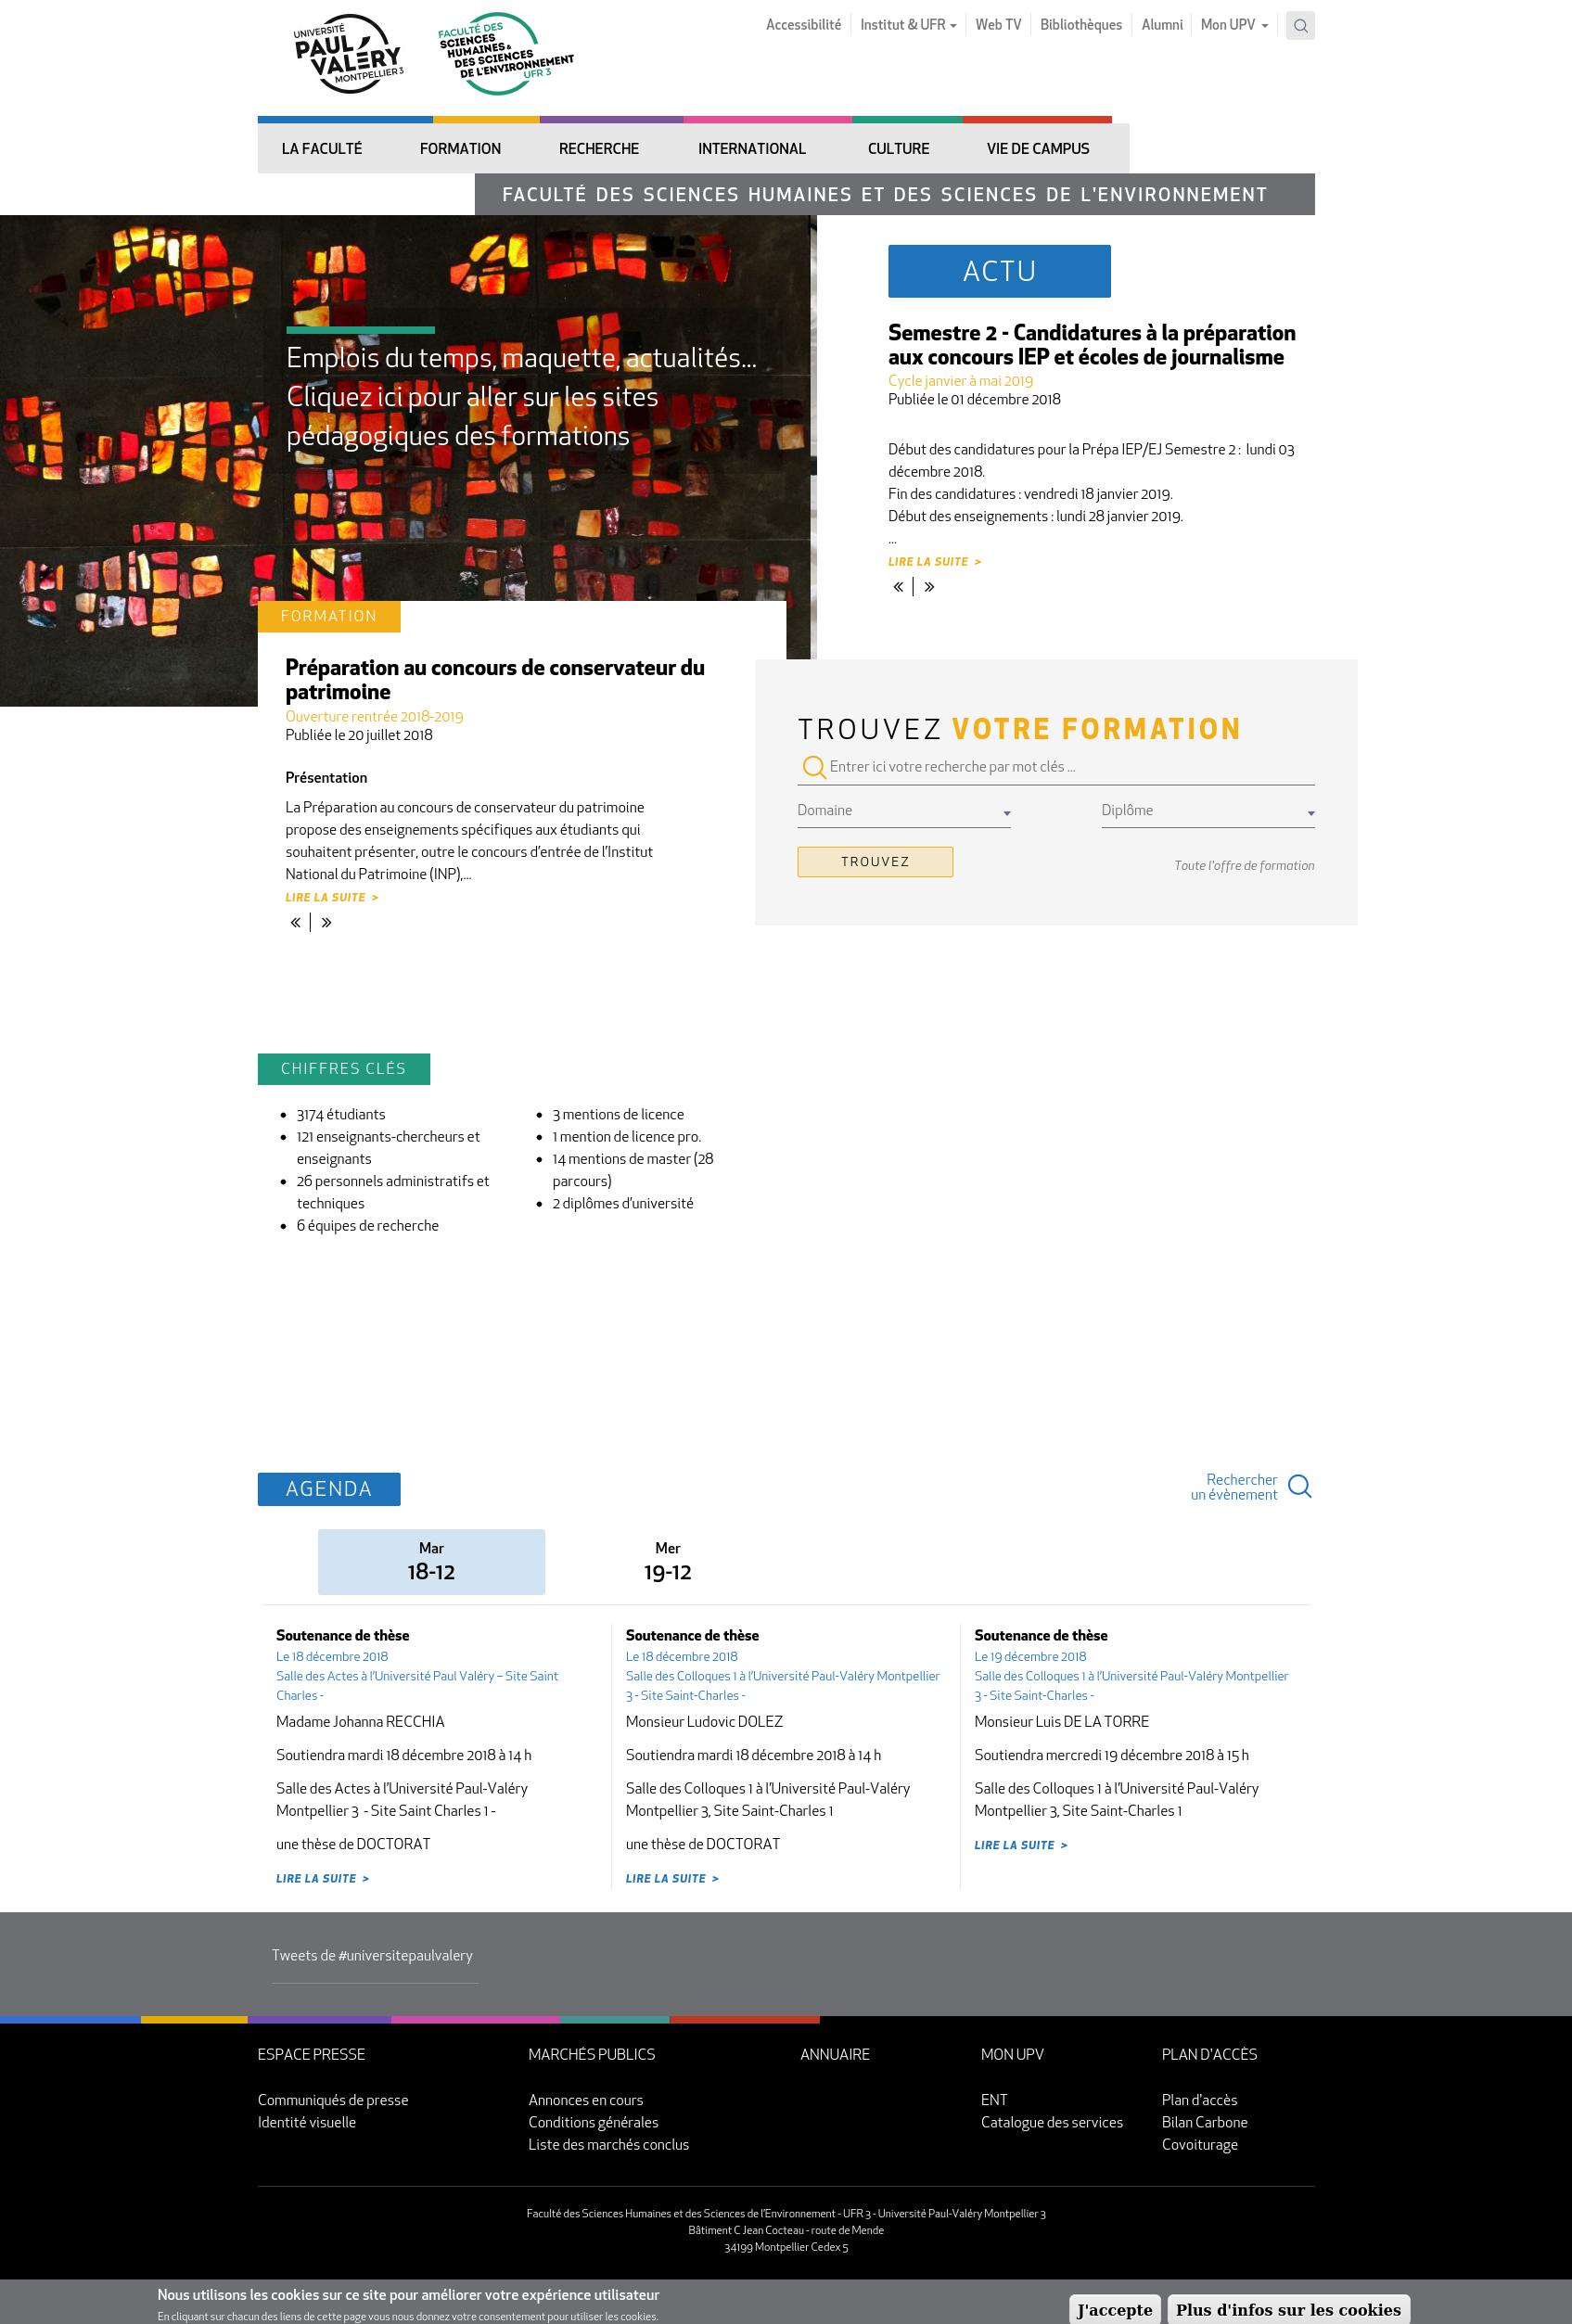 UNIVERSITÉ
PAUL
VALÉRY
MONTPELLIER 3
FACULTÉ DES
SCIENCES
HUMAINES &
DES SCIENCES
DE L'ENVIRONNEMENT
UFR 3
Accessibilité
Institut & UFR
Web TV
Bibliothèques
Alumni
Mon UPV
LA FACULTÉ
FORMATION
RECHERCHE
INTERNATIONAL
CULTURE
VIE DE CAMPUS
FACULTÉ DES SCIENCES HUMAINES ET DES SCIENCES DE L'ENVIRONNEMENT
Emplois du temps, maquette, actualités...
Cliquez ici pour aller sur les sites
pédagogiques des formations
ACTU
Semestre 2 - Candidatures à la préparation
aux concours IEP et écoles de journalisme
Cycle janvier à mai 2019
Publiée le 01 décembre 2018
Début des candidatures pour la Prépa IEP/EJ Semestre 2 : lundi 03
décembre 2018.
Fin des candidatures : vendredi 18 janvier 2019.
Début des enseignements : lundi 28 janvier 2019.
...
LIRE LA SUITE >
« | »
FORMATION
Préparation au concours de conservateur du
patrimoine
Ouverture rentrée 2018-2019
Publiée le 20 juillet 2018
Présentation
La Préparation au concours de conservateur du patrimoine
propose des enseignements spécifiques aux étudiants qui
souhaitent présenter, outre le concours d'entrée de l'Institut
National du Patrimoine (INP),...
LIRE LA SUITE >
« | »
TROUVEZ VOTRE FORMATION
Entrer ici votre recherche par mot clés ...
Domaine
Diplôme
TROUVEZ
Toute l'offre de formation
CHIFFRES CLÉS
• 3174 étudiants
• 121 enseignants-chercheurs et
enseignants
• 26 personnels administratifs et
techniques
• 6 équipes de recherche
• 3 mentions de licence
• 1 mention de licence pro.
• 14 mentions de master (28
parcours)
• 2 diplômes d'université
AGENDA
Rechercher
un évènement
Mar
18-12
Mer
19-12
Soutenance de thèse
Le 18 décembre 2018
Salle des Actes à l'Université Paul Valéry – Site Saint
Charles -
Madame Johanna RECCHIA
Soutiendra mardi 18 décembre 2018 à 14 h
Salle des Actes à l'Université Paul-Valéry
Montpellier 3 - Site Saint Charles 1 -
une thèse de DOCTORAT
LIRE LA SUITE >
Soutenance de thèse
Le 18 décembre 2018
Salle des Colloques 1 à l'Université Paul-Valéry Montpellier
3 - Site Saint-Charles -
Monsieur Ludovic DOLEZ
Soutiendra mardi 18 décembre 2018 à 14 h
Salle des Colloques 1 à l'Université Paul-Valéry
Montpellier 3, Site Saint-Charles 1
une thèse de DOCTORAT
LIRE LA SUITE >
Soutenance de thèse
Le 19 décembre 2018
Salle des Colloques 1 à l'Université Paul-Valéry Montpellier
3 - Site Saint-Charles -
Monsieur Luis DE LA TORRE
Soutiendra mercredi 19 décembre 2018 à 15 h
Salle des Colloques 1 à l'Université Paul-Valéry
Montpellier 3, Site Saint-Charles 1
LIRE LA SUITE >
Tweets de #universitepaulvalery
ESPACE PRESSE
Communiqués de presse
Identité visuelle
MARCHÉS PUBLICS
Annonces en cours
Conditions générales
Liste des marchés conclus
ANNUAIRE
MON UPV
ENT
Catalogue des services
PLAN D'ACCÈS
Plan d'accès
Bilan Carbone
Covoiturage
Faculté des Sciences Humaines et des Sciences de l'Environnement - UFR 3 - Université Paul-Valéry Montpellier 3
Bâtiment C Jean Cocteau - route de Mende
34199 Montpellier Cedex 5
Nous utilisons les cookies sur ce site pour améliorer votre expérience utilisateur
En cliquant sur chacun des liens de cette page vous nous donnez votre consentement pour utiliser les cookies.
J'accepte
Plus d'infos sur les cookies